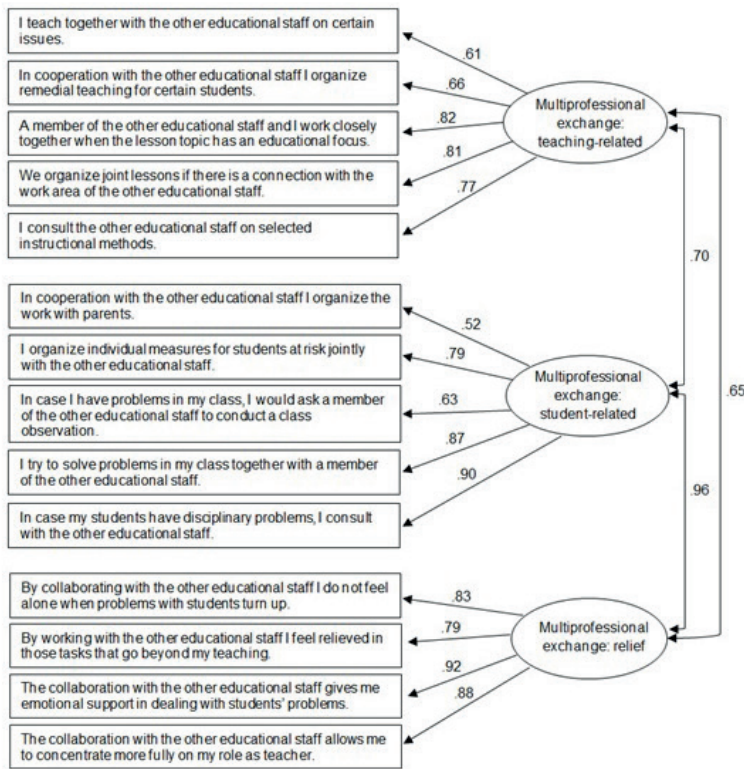 I teach together with the other educational staff on certain
issues.
.61
In cooperation with the other educational staff I organize
remedial teaching for certain students.
.66
A member of the other educational staff and I work closely
together when the lesson topic has an educational focus.
.82
We organize joint lessons if there is a connection with the
work area of the other educational staff.
.81
I consult the other educational staff on selected
instructional methods.
.77
Multiprofessional
exchange:
teaching-related
.70
In cooperation with the other educational staff I organize the
work with parents.
.52
I organize individual measures for students at risk jointly
with the other educational staff.
.79
In case I have problems in my class, I would ask a
member of the other educational staff to conduct a class
observation.
.63
I try to solve problems in my class together with a member
of the other educational staff.
.87
In case my students have disciplinary problems, I consult
with the other educational staff.
.90
Multiprofessional
exchange:
student-related
.65
.96
By collaborating with the other educational staff I do not feel
alone when problems with students turn up.
.83
By working with the other educational staff I feel relieved in
those tasks that go beyond my teaching.
.79
The collaboration with the other educational staff gives me
emotional support in dealing with students' problems.
.92
The collaboration with the other educational staff allows me
to concentrate more fully on my role as teacher.
.88
Multiprofessional
exchange: relief